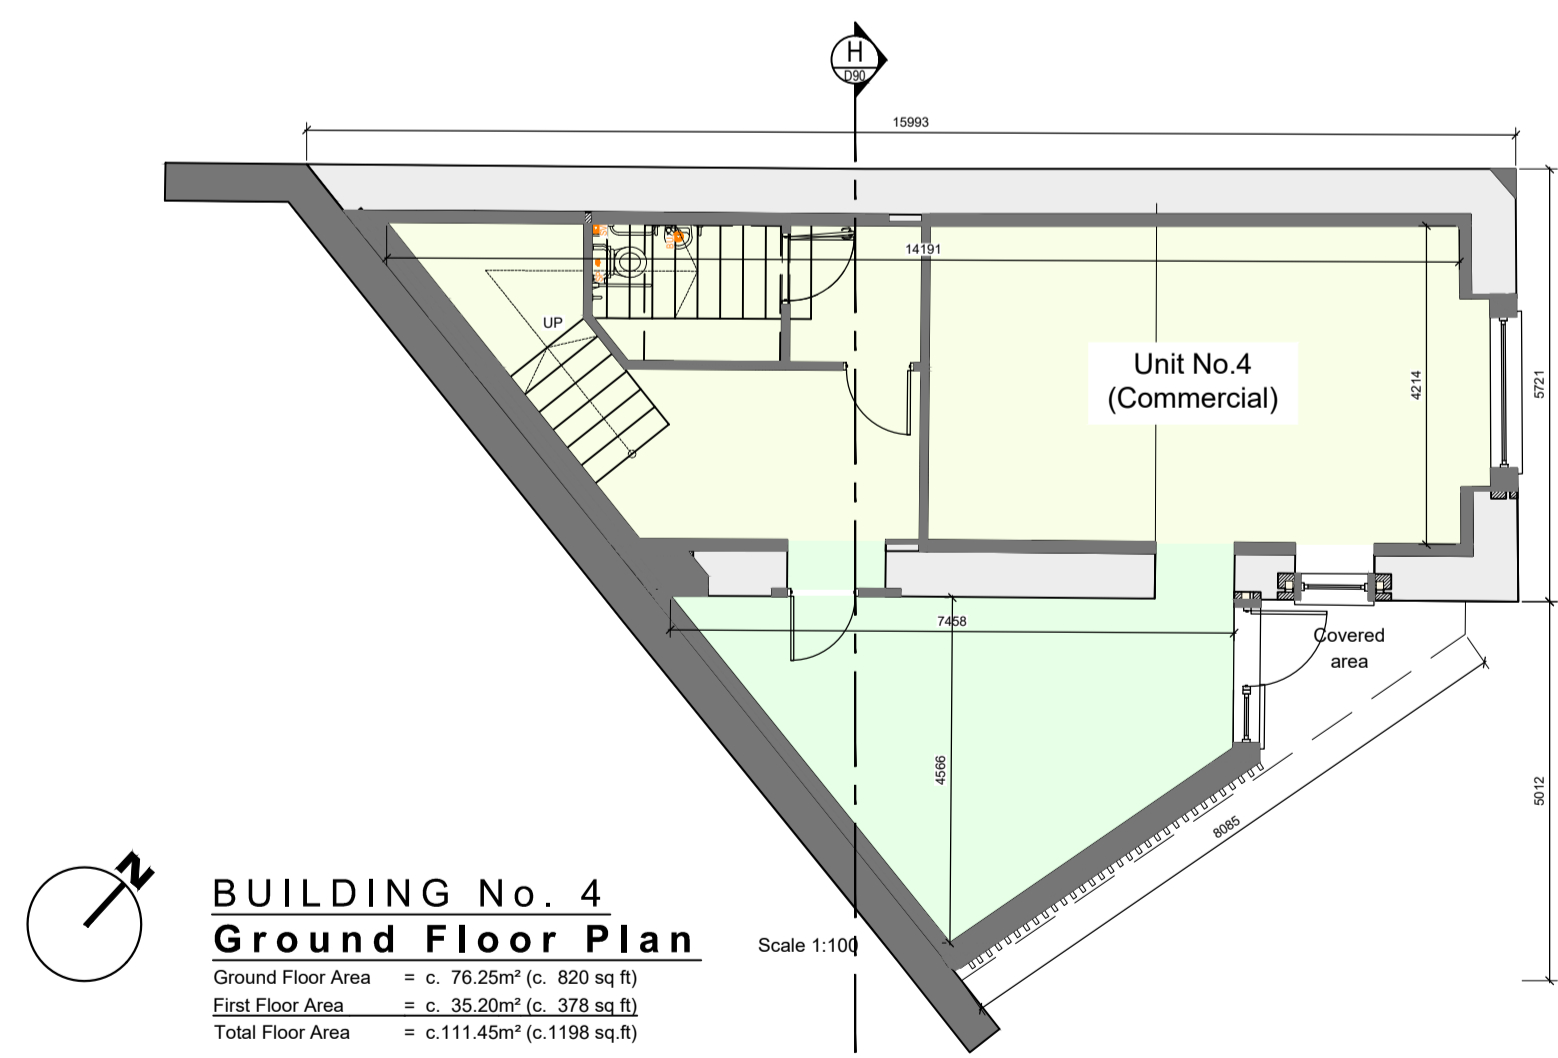 H
D90
15993
14191
UP
Unit No.4
(Commercial)
4214
5721
7458
Covered
area
4566
8085
5012
N
BUILDING No. 4
Ground Floor Plan
Scale 1:100
Ground Floor Area = c. 76.25m² (c. 820 sq ft)
First Floor Area = c. 35.20m² (c. 378 sq ft)
Total Floor Area = c.111.45m² (c.1198 sq.ft)